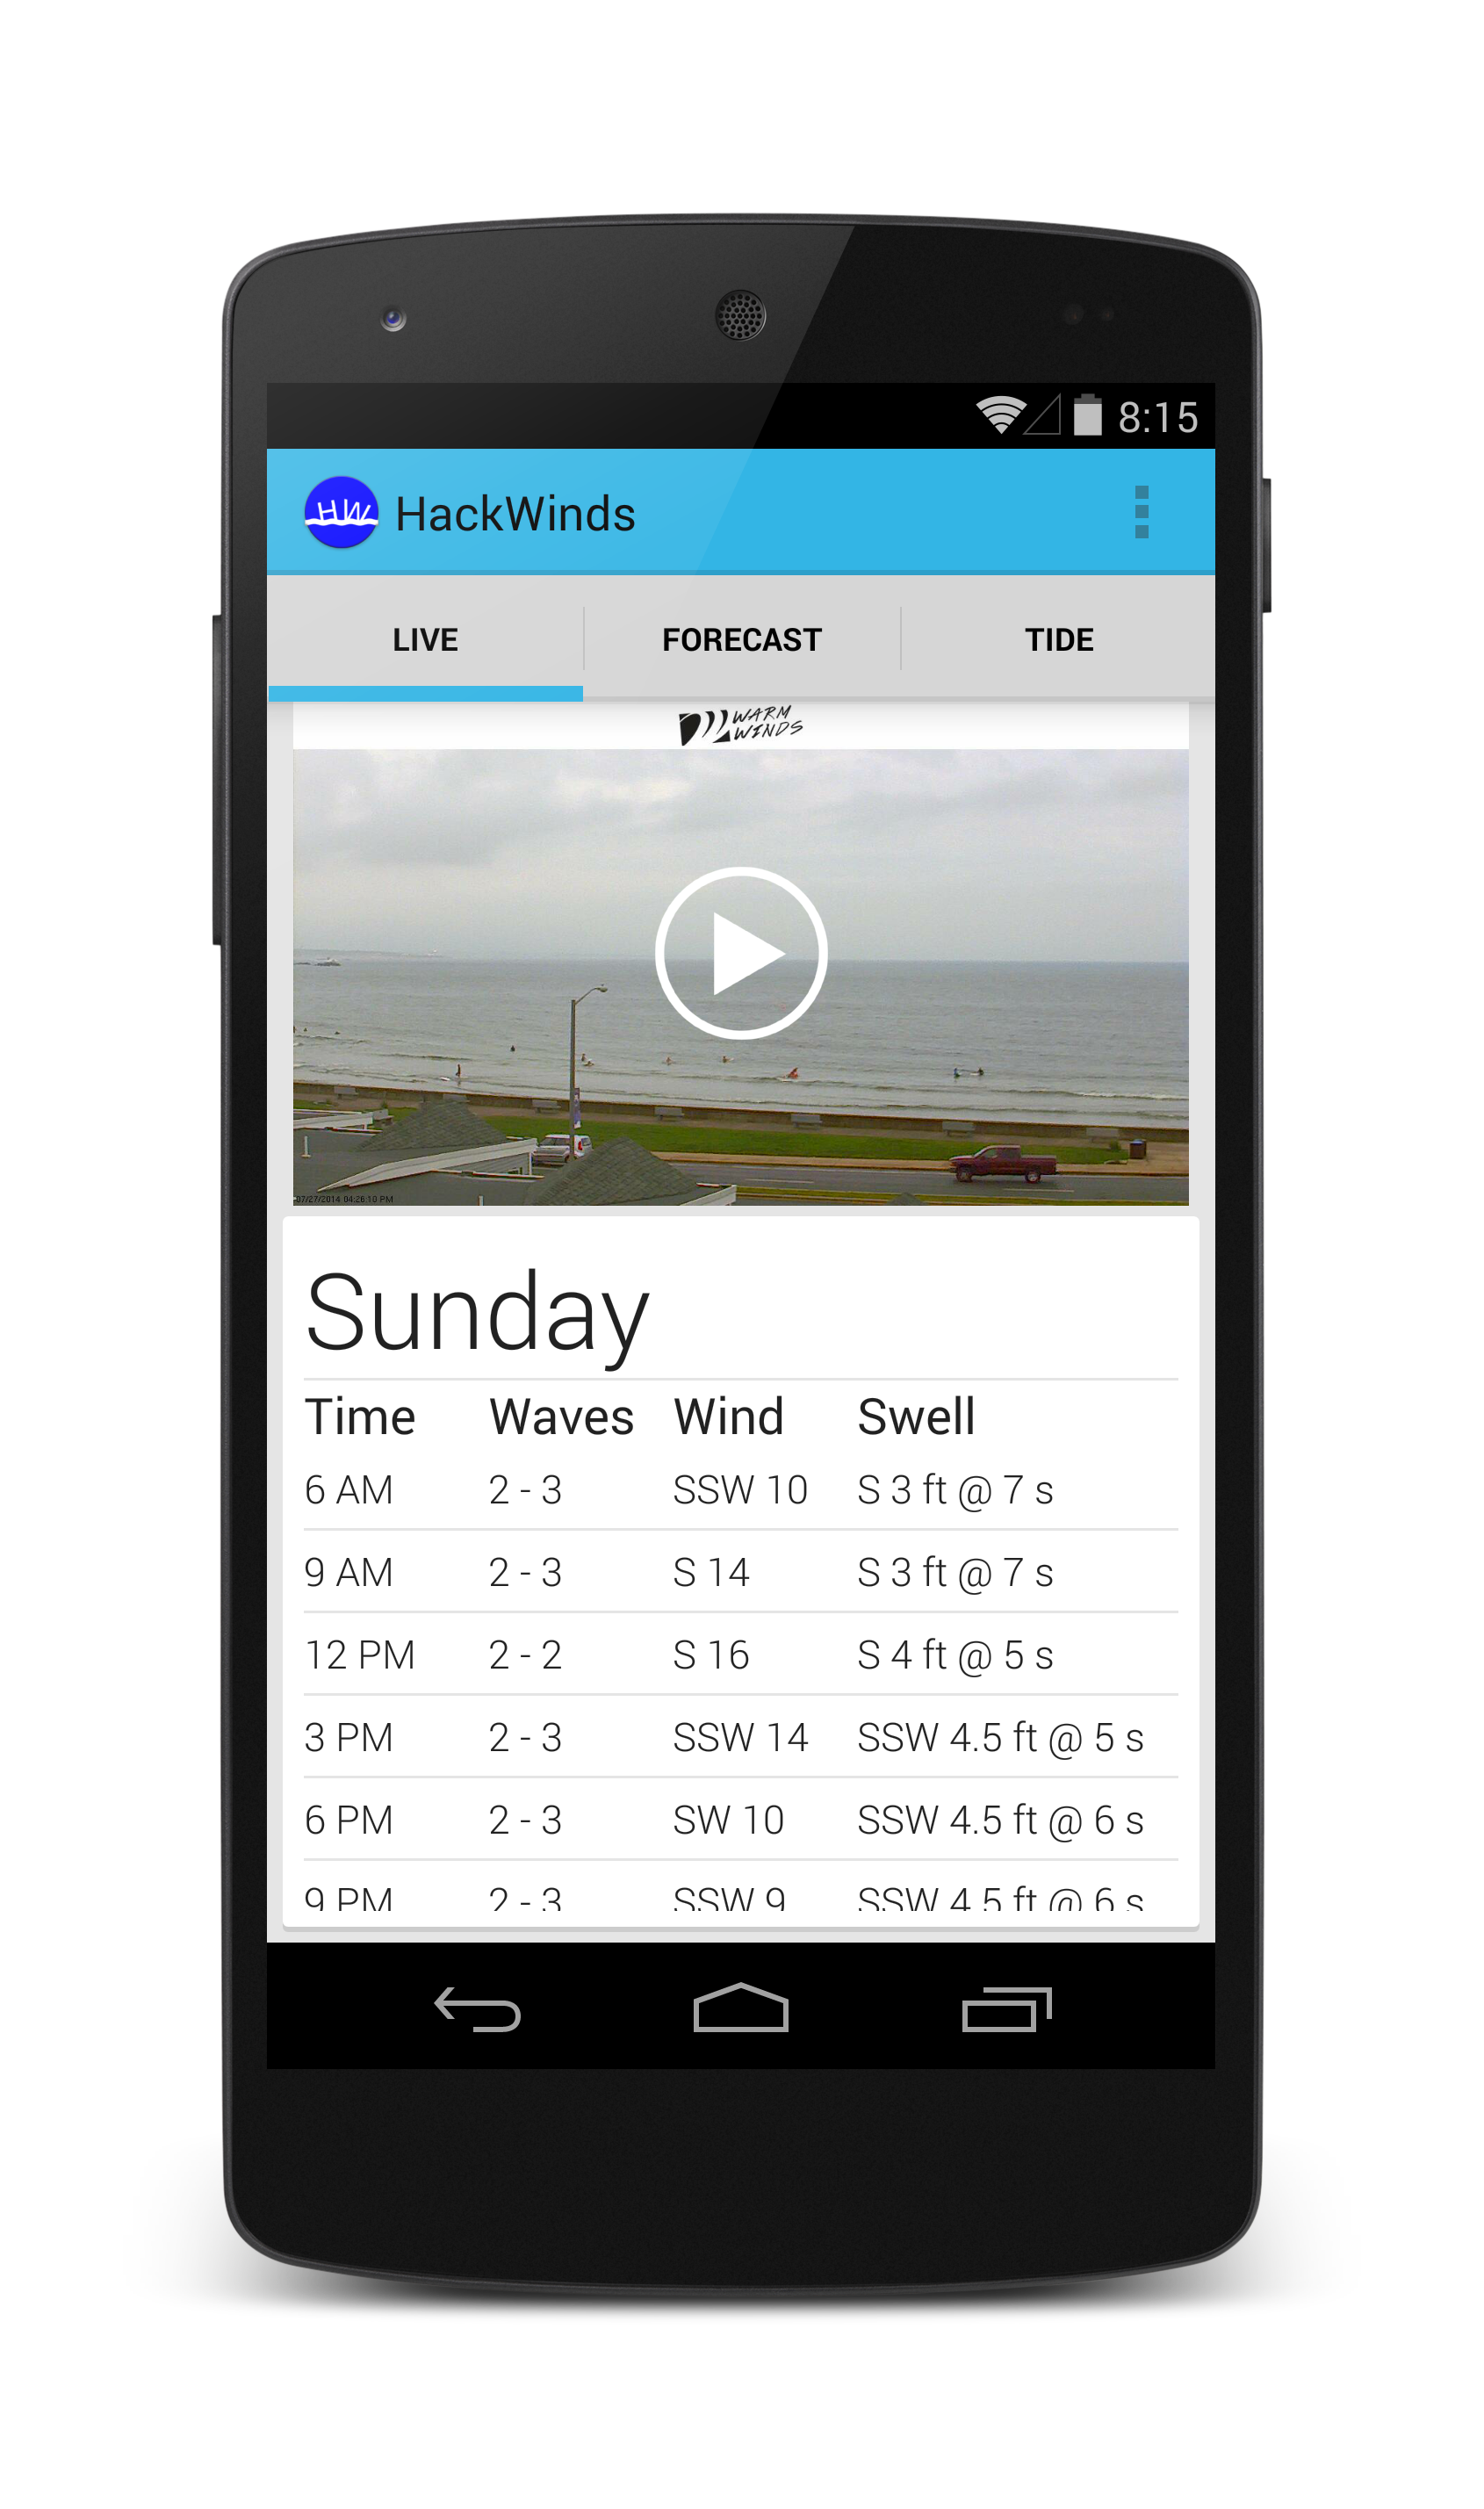 8:15
HW HackWinds
LIVE FORECAST TIDE
WARM
WINDS
07/27/2014 04:26:10 PM
Sunday
Time Waves Wind Swell
6 AM 2 - 3 SSW 10 S 3 ft @ 7 s
9 AM 2 - 3 S 14 S 3 ft @ 7 s
12 PM 2 - 2 S 16 S 4 ft @ 5 s
3 PM 2 - 3 SSW 14 SSW 4.5 ft @ 5 s
6 PM 2 - 3 SW 10 SSW 4.5 ft @ 6 s
9 PM 2 - 3 SSW 9 SSW 4.5 ft @ 6 s